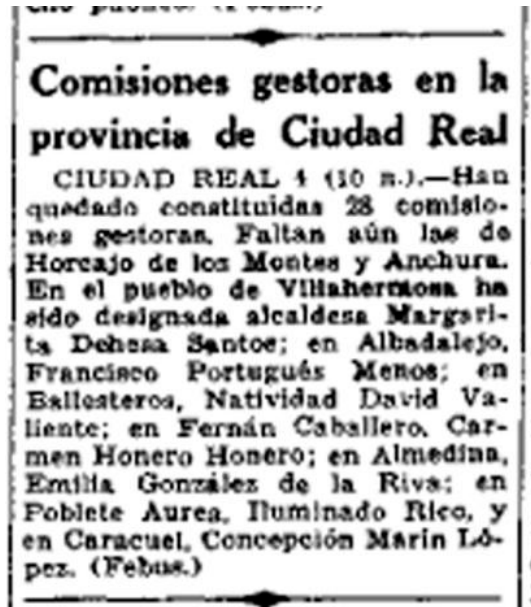 Comisiones gestoras en la
provincia de Ciudad Real
CIUDAD REAL 4 (10 n.).—Han
quedado constituidas 28 comisio-
nes gestoras. Faltan aún las de
Horcajo de los Montes y Anchura.
En el pueblo de Villahermosa ha
sido designada alcaldesa Margari-
ta Dehesa Santos; en Albadalejo,
Francisco Portugués Menos; en
Ballesteros, Natividad David Va-
liente; en Fernán Caballero, Car-
men Honero Honero; en Almedina,
Emilia González de la Riva; en
Poblete Aurea, Iluminado Rico, y
en Caracuel, Concepción Marín Ló-
pez. (Febus.)